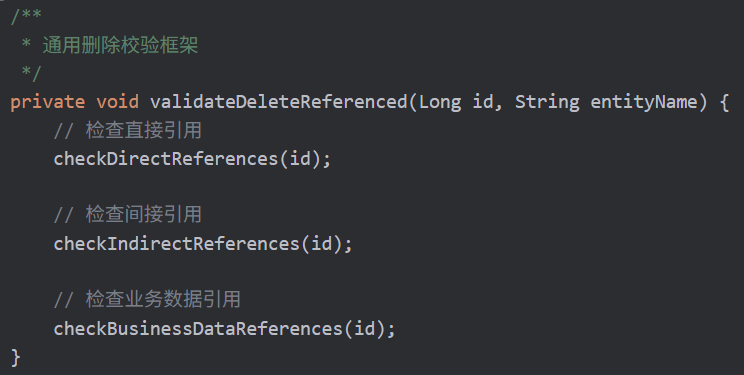 /**
 * 通用删除校验框架
 */
private void validateDeleteReferenced(Long id, String entityName) {
    // 检查直接引用
    checkDirectReferences(id);

    // 检查间接引用
    checkIndirectReferences(id);

    // 检查业务数据引用
    checkBusinessDataReferences(id);
}